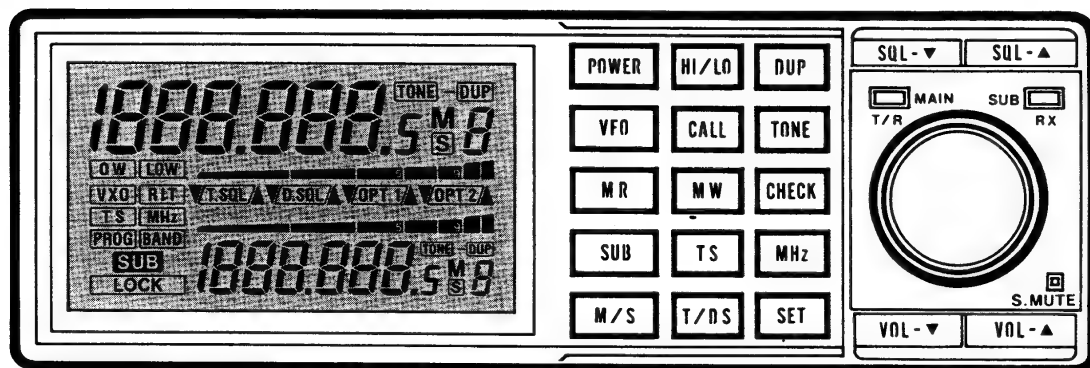 1888.888.5 TONE -DUP
M S 8
OW LOW
VXO RIT T.SQL D.SQL OPT 1 OPT 2
TS MHz
PROG BAND
SUB
LOCK
1888.888.5 TONE -DUP
M S 8
POWER HI/LO DUP
VFO CALL TONE
MR MW CHECK
SUB TS MHz
M/S T/DS SET
SQL-▼ SQL-▲
MAIN SUB
T/R RX
S.MUTE
VOL-▼ VOL-▲